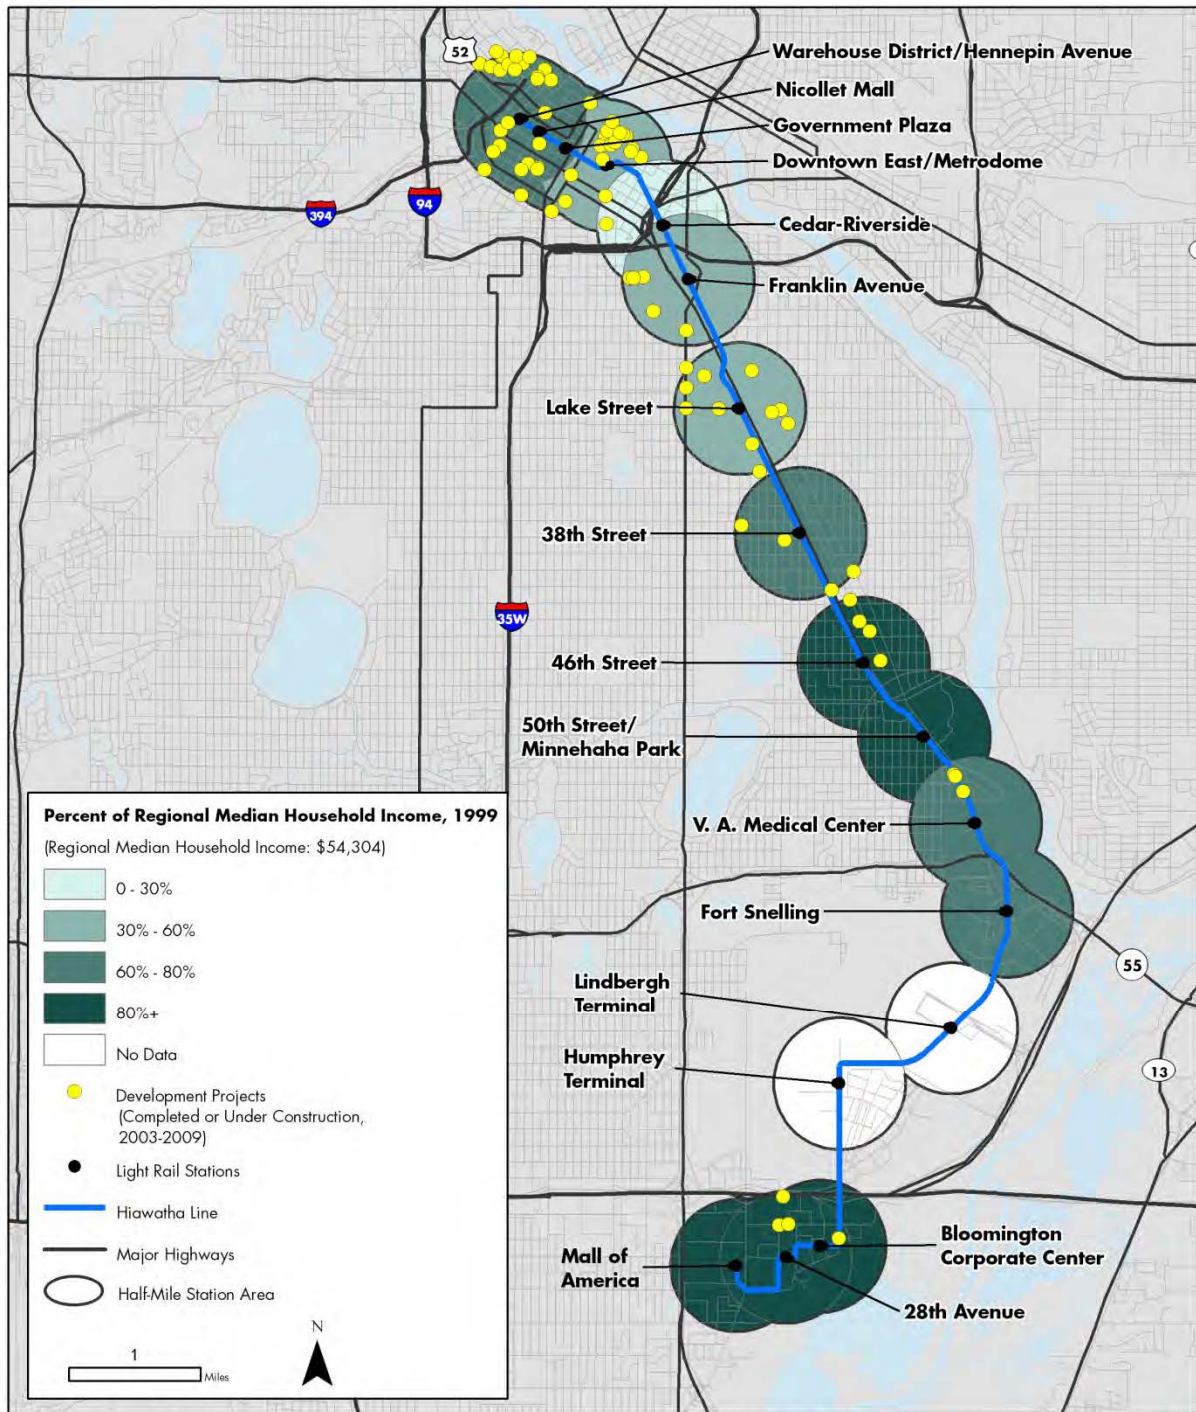 52
Warehouse District/Hennepin Avenue
Nicollet Mall
Government Plaza
Downtown East/Metrodome
394
94
Cedar-Riverside
Franklin Avenue
Lake Street
38th Street
35W
46th Street
50th Street/
Minnehaha Park
V. A. Medical Center
Fort Snelling
55
Lindbergh
Terminal
Humphrey
Terminal
13
Mall of
America
Bloomington
Corporate Center
28th Avenue
Percent of Regional Median Household Income, 1999
(Regional Median Household Income: $54,304)
0 - 30%
30% - 60%
60% - 80%
80%+
No Data
Development Projects
(Completed or Under Construction,
2003-2009)
Light Rail Stations
Hiawatha Line
Major Highways
Half-Mile Station Area
N
1
Miles